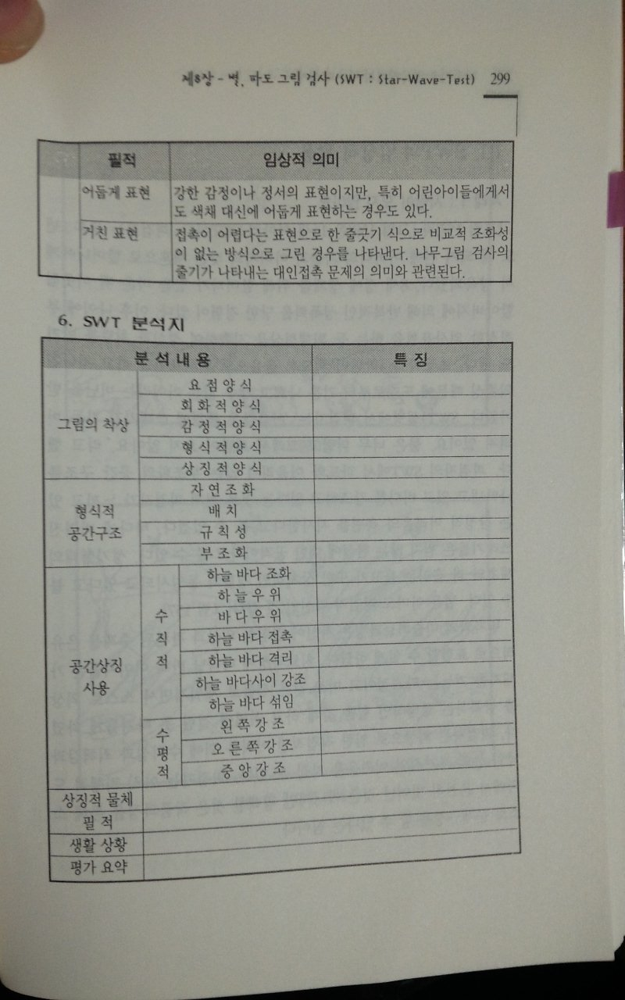 제8장 - 별, 파도 그림 검사 (SWT : Star-Wave-Test) 299
필적 임상적 의미
어둡게 표현 강한 감정이나 정서의 표현이지만, 특히 어린아이들에게서
도 색채 대신에 어둡게 표현하는 경우도 있다.
거친 표현 접촉이 어렵다는 표현으로 한 줄긋기 식으로 비교적 조화성
이 없는 방식으로 그린 경우를 나타낸다. 나무그림 검사의
줄기가 나타내는 대인접촉 문제의 의미와 관련된다.
6. SWT 분석지
분 석 내 용 특 징
그림의 착상
요 점 양 식
회 화 적 양 식
감 정 적 양 식
형 식 적 양 식
상 징 적 양 식
형식적
공간구조
자 연 조 화
배 치
규 칙 성
부 조 화
공간상징
사용
수
직
적
하늘 바다 조화
하 늘 우 위
바 다 우 위
하늘 바다 접촉
하늘 바다 격리
하늘 바다사이 강조
하늘 바다 섞임
수
평
적
왼 쪽 강 조
오 른 쪽 강 조
중 앙 강 조
상징적 물체
필 적
생활 상황
평가 요약